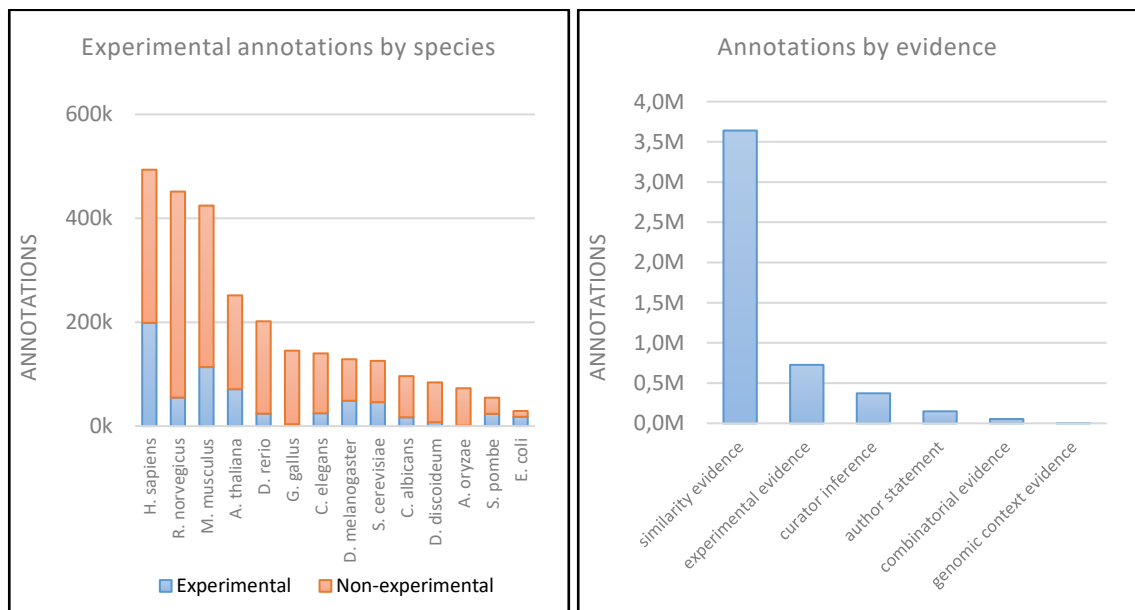 Experimental annotations by species
600k
400k
200k
0k
ANNOTATIONS
H. sapiens
R. norvegicus
M. musculus
A. thaliana
D. rerio
G. gallus
C. elegans
D. melanogaster
S. cerevisiae
C. albicans
D. discoideum
A. oryzae
S. pombe
E. coli
Experimental
Non-experimental
Annotations by evidence
4,0M
3,5M
3,0M
2,5M
2,0M
1,5M
1,0M
0,5M
0,0M
ANNOTATIONS
similarity evidence
experimental evidence
curator inference
author statement
combinatorial evidence
genomic context evidence